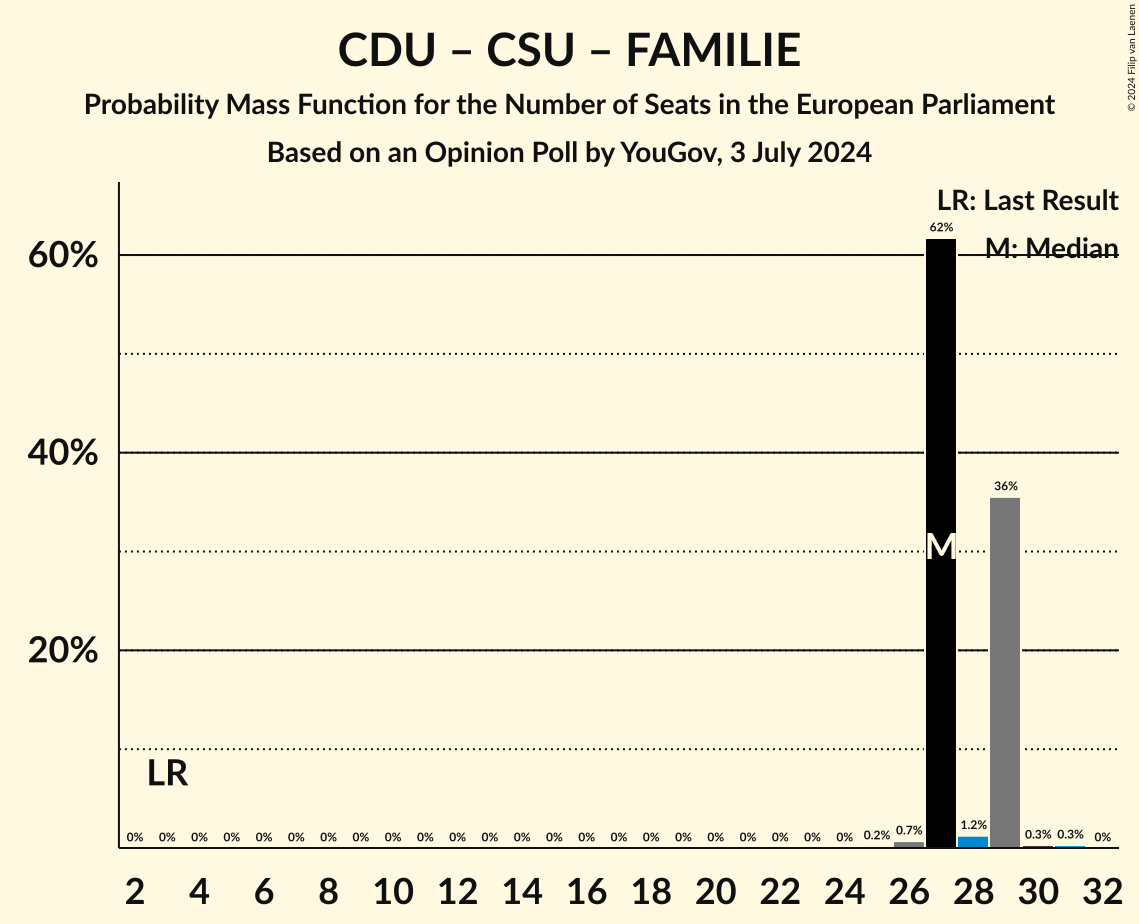 © 2024 Filip van Laenen
CDU – CSU – FAMILIE
Probability Mass Function for the Number of Seats in the European Parliament
Based on an Opinion Poll by YouGov, 3 July 2024
LR: Last Result
M: Median
60%
40%
20%
62%
36%
M
LR
0% 0% 0% 0% 0% 0% 0% 0% 0% 0% 0% 0% 0% 0% 0% 0% 0% 0% 0% 0% 0% 0% 0% 0.2% 0.7% 1.2% 0.3% 0.3% 0%
2 4 6 8 10 12 14 16 18 20 22 24 26 28 30 32